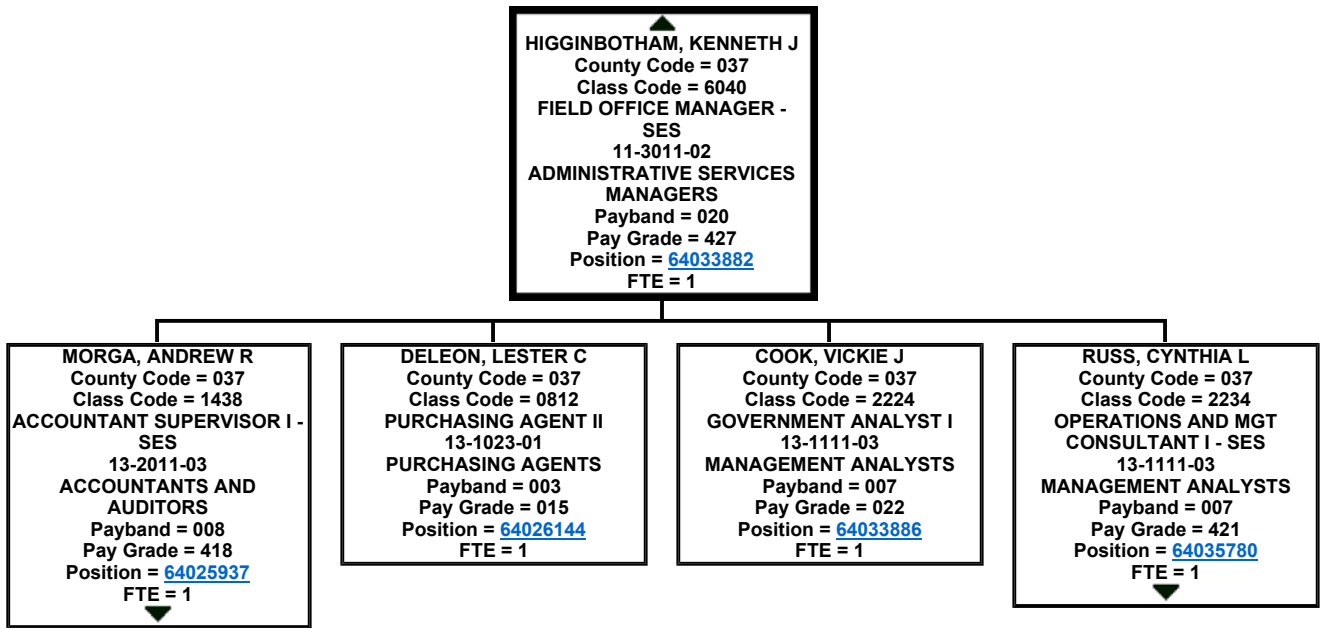 HIGGINBOTHAM, KENNETH J
County Code = 037
Class Code = 6040
FIELD OFFICE MANAGER -
SES
11-3011-02
ADMINISTRATIVE SERVICES
MANAGERS
Payband = 020
Pay Grade = 427
Position = 64033882
FTE = 1
MORGA, ANDREW R
County Code = 037
Class Code = 1438
ACCOUNTANT SUPERVISOR I -
SES
13-2011-03
ACCOUNTANTS AND
AUDITORS
Payband = 008
Pay Grade = 418
Position = 64025937
FTE = 1
DELEON, LESTER C
County Code = 037
Class Code = 0812
PURCHASING AGENT II
13-1023-01
PURCHASING AGENTS
Payband = 003
Pay Grade = 015
Position = 64026144
FTE = 1
COOK, VICKIE J
County Code = 037
Class Code = 2224
GOVERNMENT ANALYST I
13-1111-03
MANAGEMENT ANALYSTS
Payband = 007
Pay Grade = 022
Position = 64033886
FTE = 1
RUSS, CYNTHIA L
County Code = 037
Class Code = 2234
OPERATIONS AND MGT
CONSULTANT I - SES
13-1111-03
MANAGEMENT ANALYSTS
Payband = 007
Pay Grade = 421
Position = 64035780
FTE = 1